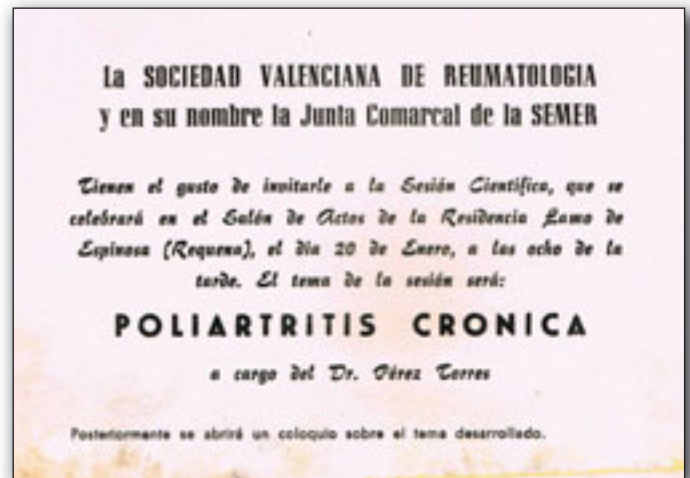 La SOCIEDAD VALENCIANA DE REUMATOLOGIA
y en su nombre la Junta Comarcal de la SEMER
Tienen el gusto de invitarle a la Sesión Científica, que se
celebrará en el Salón de Actos de la Residencia Lamo de
Espinosa (Requena), el día 20 de Enero, a las ocho de la
tarde. El tema de la sesión será:
POLIARTRITIS CRONICA
a cargo del Dr. Pérez Torres
Posteriormente se abrirá un coloquio sobre el tema desarrollado.